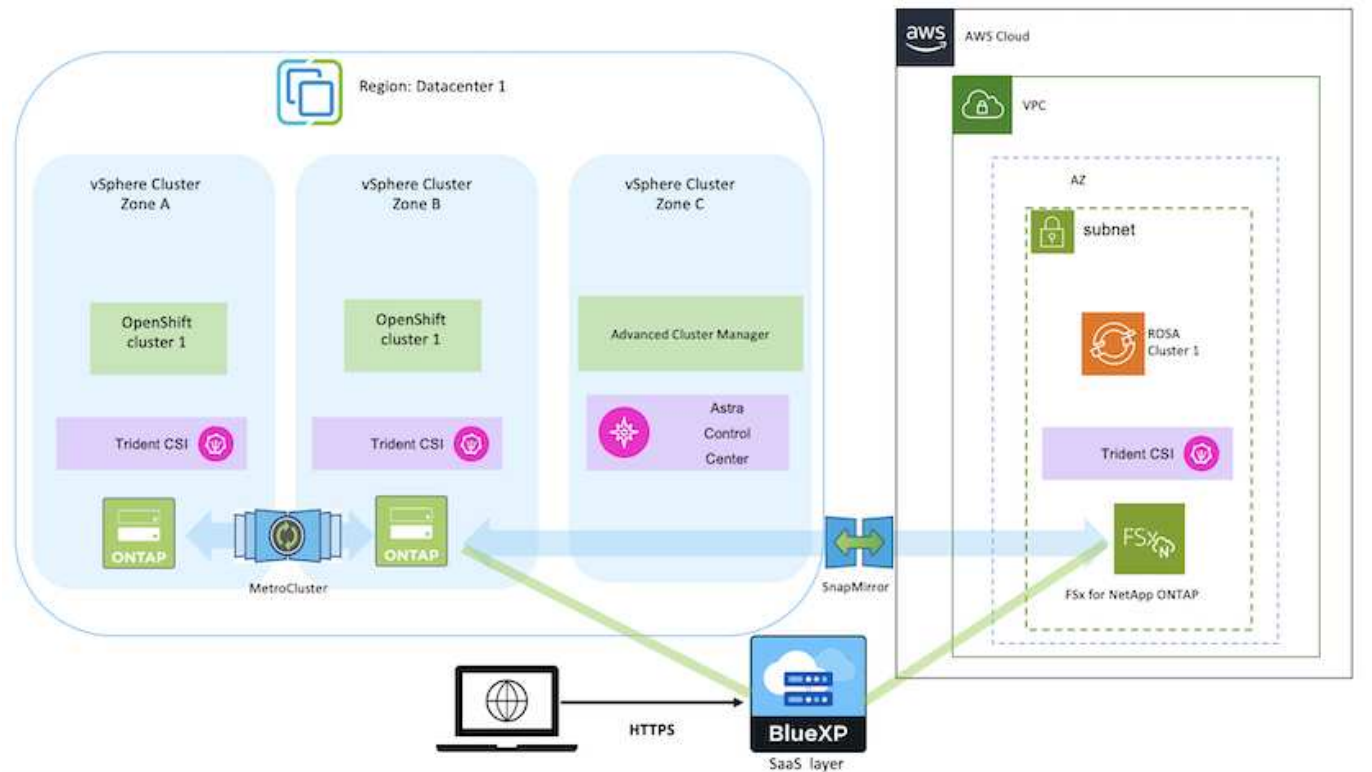 aws
AWS Cloud
Region: Datacenter 1
VPC
vSphere Cluster
Zone A
vSphere Cluster
Zone B
vSphere Cluster
Zone C
AZ
subnet
OpenShift
cluster 1
OpenShift
cluster 1
Advanced Cluster Manager
ROSA
Cluster 1
Trident CSI
Trident CSI
Astra
Control
Center
Trident CSI
ONTAP
ONTAP
FSx
N
MetroCluster
SnapMirror
FSx for NetApp ONTAP
HTTPS
BlueXP
SaaS layer